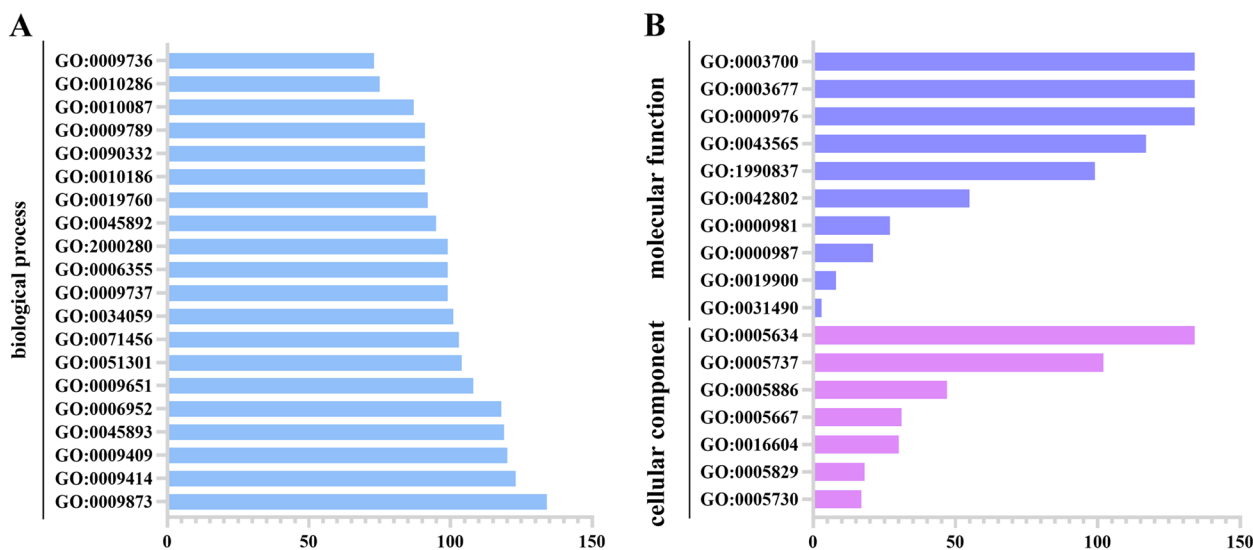 A
biological process
GO:0009736
GO:0010286
GO:0010087
GO:0009789
GO:0090332
GO:0010186
GO:0019760
GO:0045892
GO:2000280
GO:0006355
GO:0009737
GO:0034059
GO:0071456
GO:0051301
GO:0009651
GO:0006952
GO:0045893
GO:0009409
GO:0009414
GO:0009873
0 50 100 150
B
molecular function
GO:0003700
GO:0003677
GO:0000976
GO:0043565
GO:1990837
GO:0042802
GO:0000981
GO:0000987
GO:0019900
GO:0031490
cellular component
GO:0005634
GO:0005737
GO:0005886
GO:0005667
GO:0016604
GO:0005829
GO:0005730
0 50 100 150